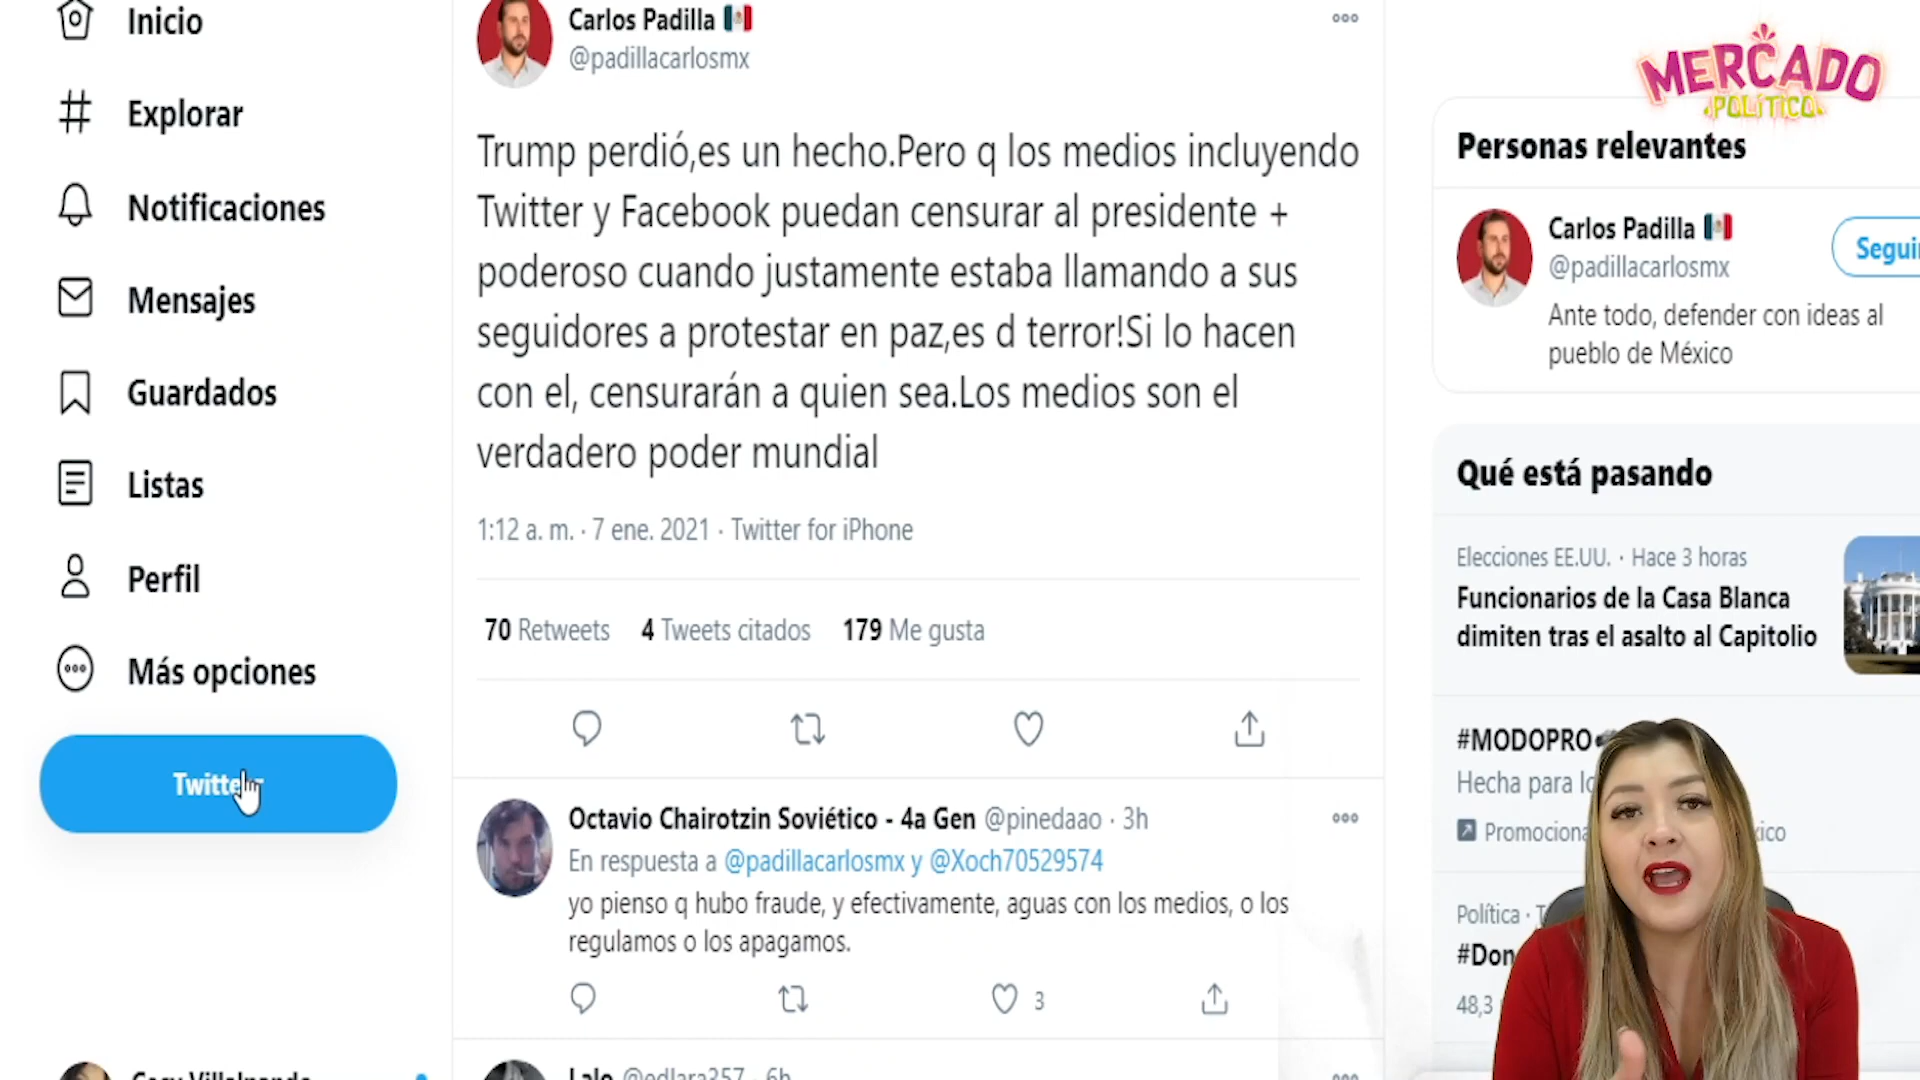 Inicio
Explorar
Notificaciones
Mensajes
Guardados
Listas
Perfil
Más opciones
Carlos Padilla
@padillacarlosmx
Trump perdió,es un hecho.Pero q los medios incluyendo
Twitter y Facebook puedan censurar al presidente +
poderoso cuando justamente estaba llamando a sus
seguidores a protestar en paz,es d terror!Si lo hacen
con el, censurarán a quien sea.Los medios son el
verdadero poder mundial
1:12 a. m. · 7 ene. 2021 · Twitter for iPhone
70 Retweets 4 Tweets citados 179 Me gusta
Octavio Chairotzin Soviético - 4a Gen @pinedaao · 3h
En respuesta a @padillacarlosmx y @Xoch70529574
yo pienso q hubo fraude, y efectivamente, aguas con los medios, o los
regulamos o los apagamos.
3
Lalo @edlara357 · 6h
MERCADO
POLÍTICO
Personas relevantes
Carlos Padilla
@padillacarlosmx
Ante todo, defender con ideas al
pueblo de México
Qué está pasando
Elecciones EE.UU. · Hace 3 horas
Funcionarios de la Casa Blanca
dimiten tras el asalto al Capitolio
#MODOPRO
Hecha para
Política ·
48,3